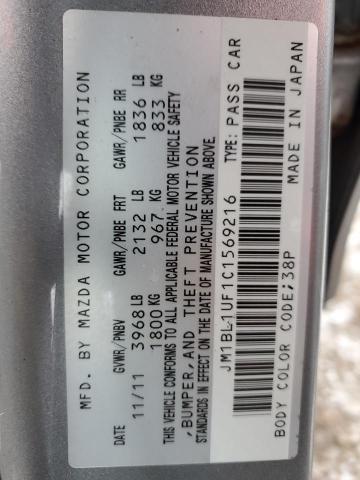 MFD. BY MAZDA MOTOR CORPORATION
DATE GVWR/PNBV GAWR/PNBE FRT GAWR/PNBE RR
11/11 3968 LB 2132 LB 1836 LB
1800 KG 967 KG 833 KG
THIS VEHICLE CONFORMS TO ALL APPLICABLE FEDERAL MOTOR VEHICLE SAFETY
,BUMPER,AND THEFT PREVENTION
STANDARDS IN EFFECT ON THE DATE OF MANUFACTURE SHOWN ABOVE.
JM1BL1UF1C1569216 TYPE: PASS CAR
BODY COLOR CODE;38P MADE IN JAPAN